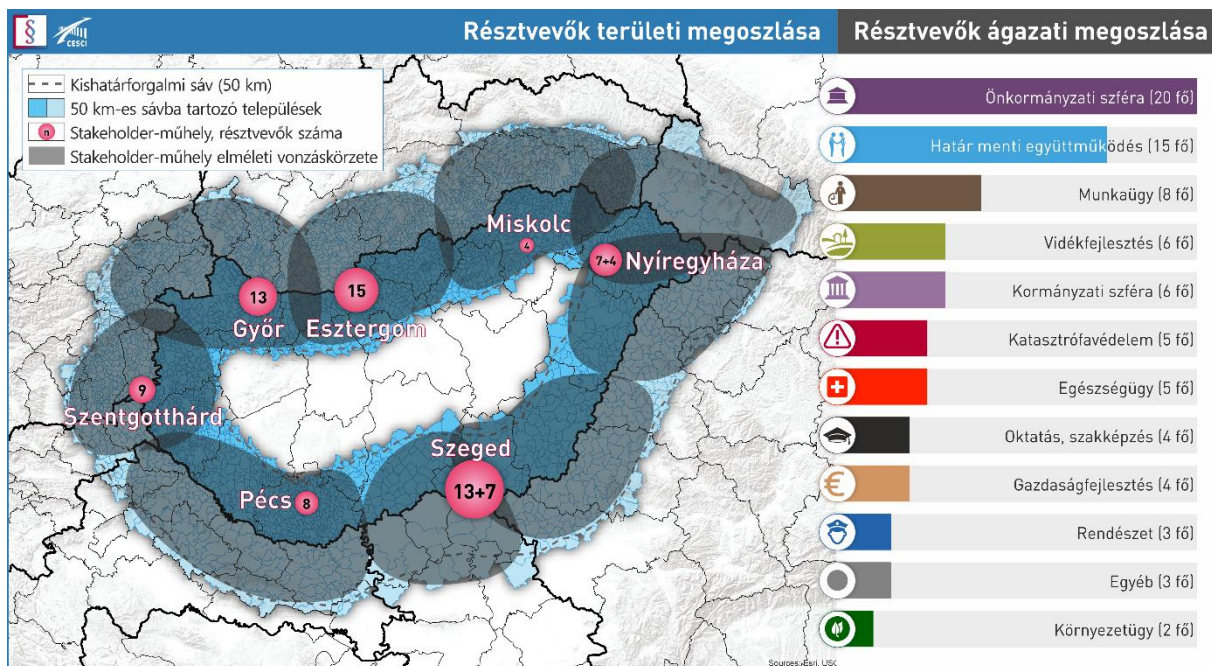 §
CESCI
Résztvevők területi megoszlása
Résztvevők ágazati megoszlása
Kishatárforgalmi sáv (50 km)
50 km-es sávba tartozó települések
n Stakeholder-műhely, résztvevők száma
Stakeholder-műhely elméleti vonzáskörzete
Miskolc
4
7+4 Nyíregyháza
13
Győr
15
Esztergom
9
Szentgotthárd
Szeged
13+7
Pécs 8
Önkormányzati szféra (20 fő)
Határ menti együttműködés (15 fő)
Munkaügy (8 fő)
Vidékfejlesztés (6 fő)
Kormányzati szféra (6 fő)
Katasztrófavédelem (5 fő)
Egészségügy (5 fő)
Oktatás, szakképzés (4 fő)
€ Gazdaságfejlesztés (4 fő)
Rendészet (3 fő)
Egyéb (3 fő)
Környezetügy (2 fő)
Sources: Esri, USG